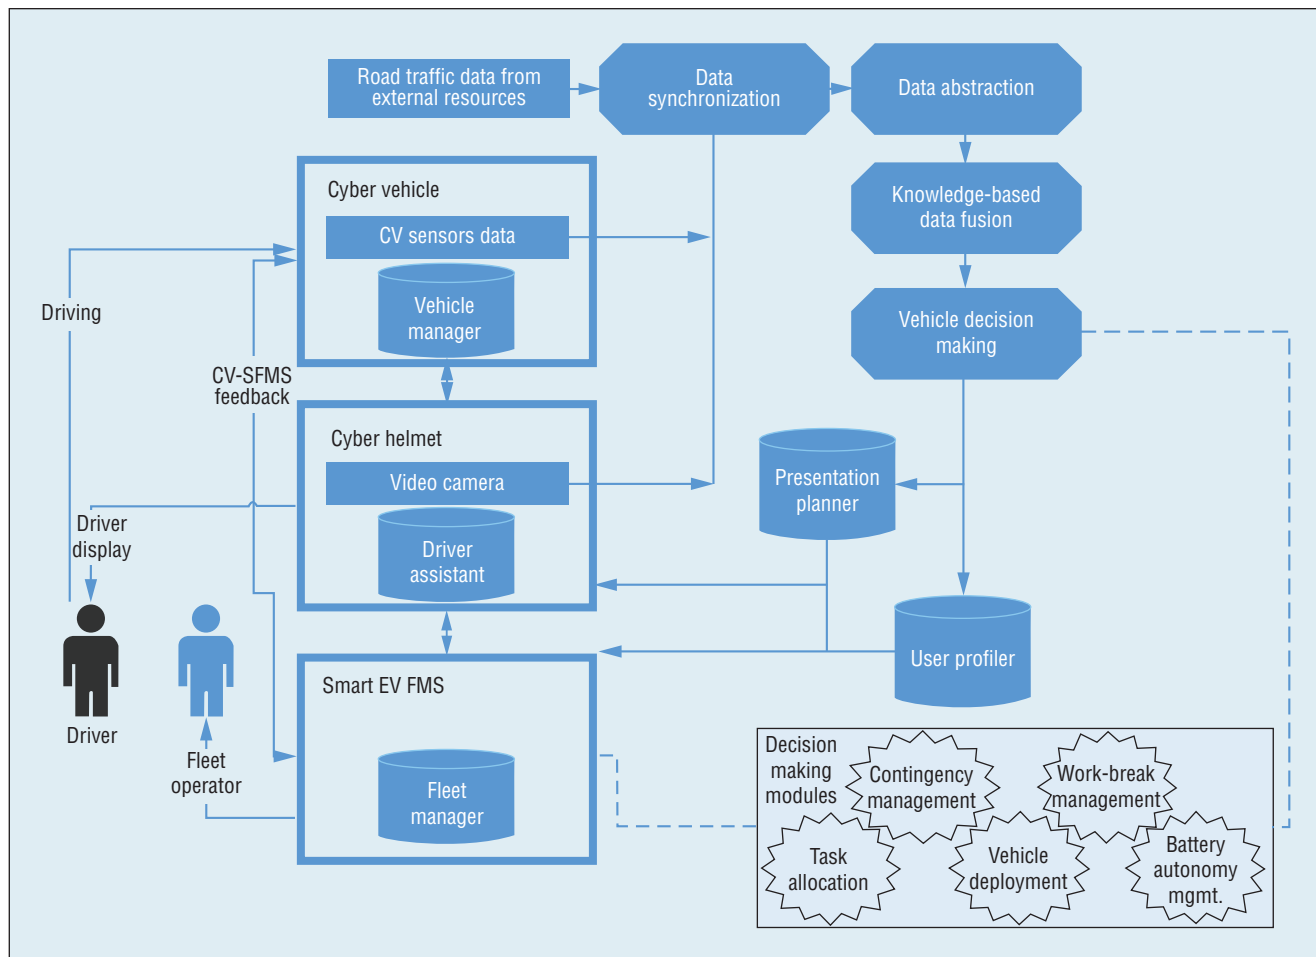 Road traffic data from
external resources
Data
synchronization
Data abstraction
Cyber vehicle
CV sensors data
Vehicle
manager
Knowledge-based
data fusion
Driving
Vehicle decision
making
CV-SFMS
feedback
Cyber helmet
Video camera
Driver
assistant
Presentation
planner
Driver
display
User profiler
Driver
Fleet
operator
Smart EV FMS
Fleet
manager
Decision
making
modules
Contingency
management
Work-break
management
Task
allocation
Vehicle
deployment
Battery
autonomy
mgmt.